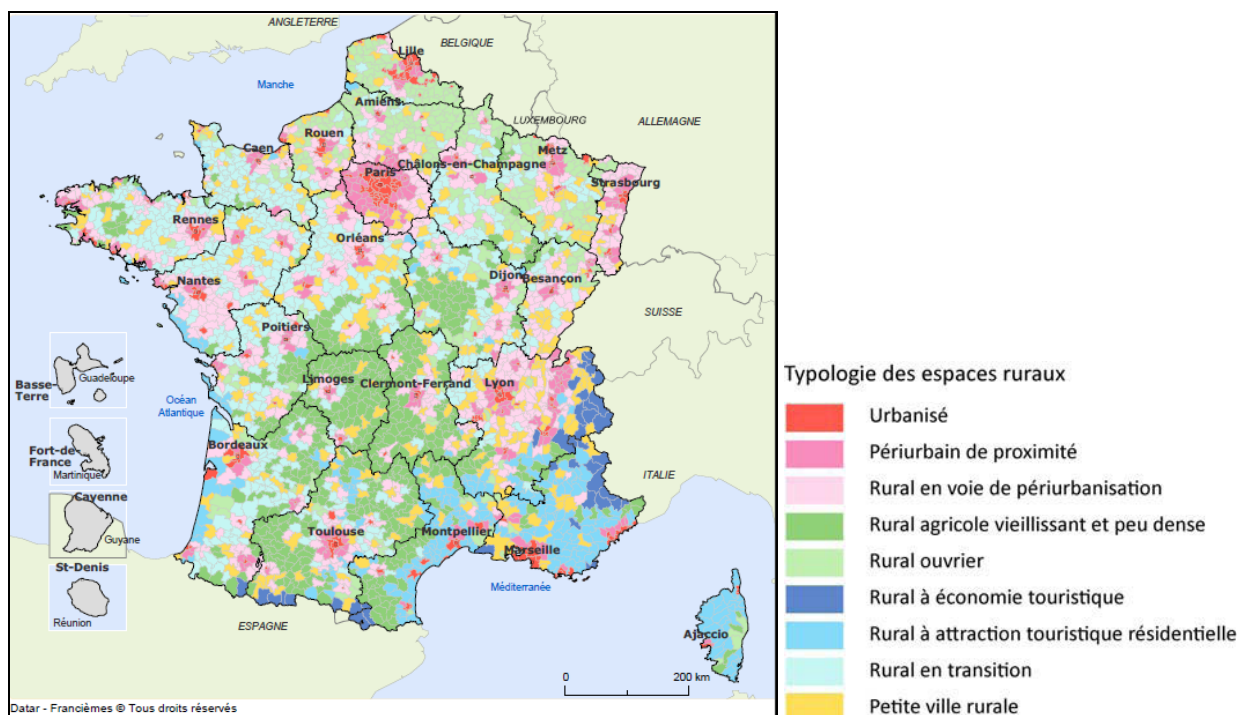 ANGLETERRE
BELGIQUE
Lille
Manche
Amiens
LUXEMBOURG
ALLEMAGNE
Rouen
Caen
Metz
Châlons-en-Champagne
Paris
Strasbourg
Rennes
Orléans
Nantes
Dijon
Besançon
SUISSE
Poitiers
Limoges
Clermont-Ferrand
Lyon
Basse-
Terre
Guadeloupe
Océan
Atlantique
Bordeaux
Fort-de-
France
Martinique
ITALIE
Cayenne
Guyane
Toulouse
Montpellier
Marseille
St-Denis
Méditerranée
Réunion
ESPAGNE
Ajaccio
0
200 km
Datar - Francièmes © Tous droits réservés
Typologie des espaces ruraux
Urbanisé
Périurbain de proximité
Rural en voie de périurbanisation
Rural agricole vieillissant et peu dense
Rural ouvrier
Rural à économie touristique
Rural à attraction touristique résidentielle
Rural en transition
Petite ville rurale